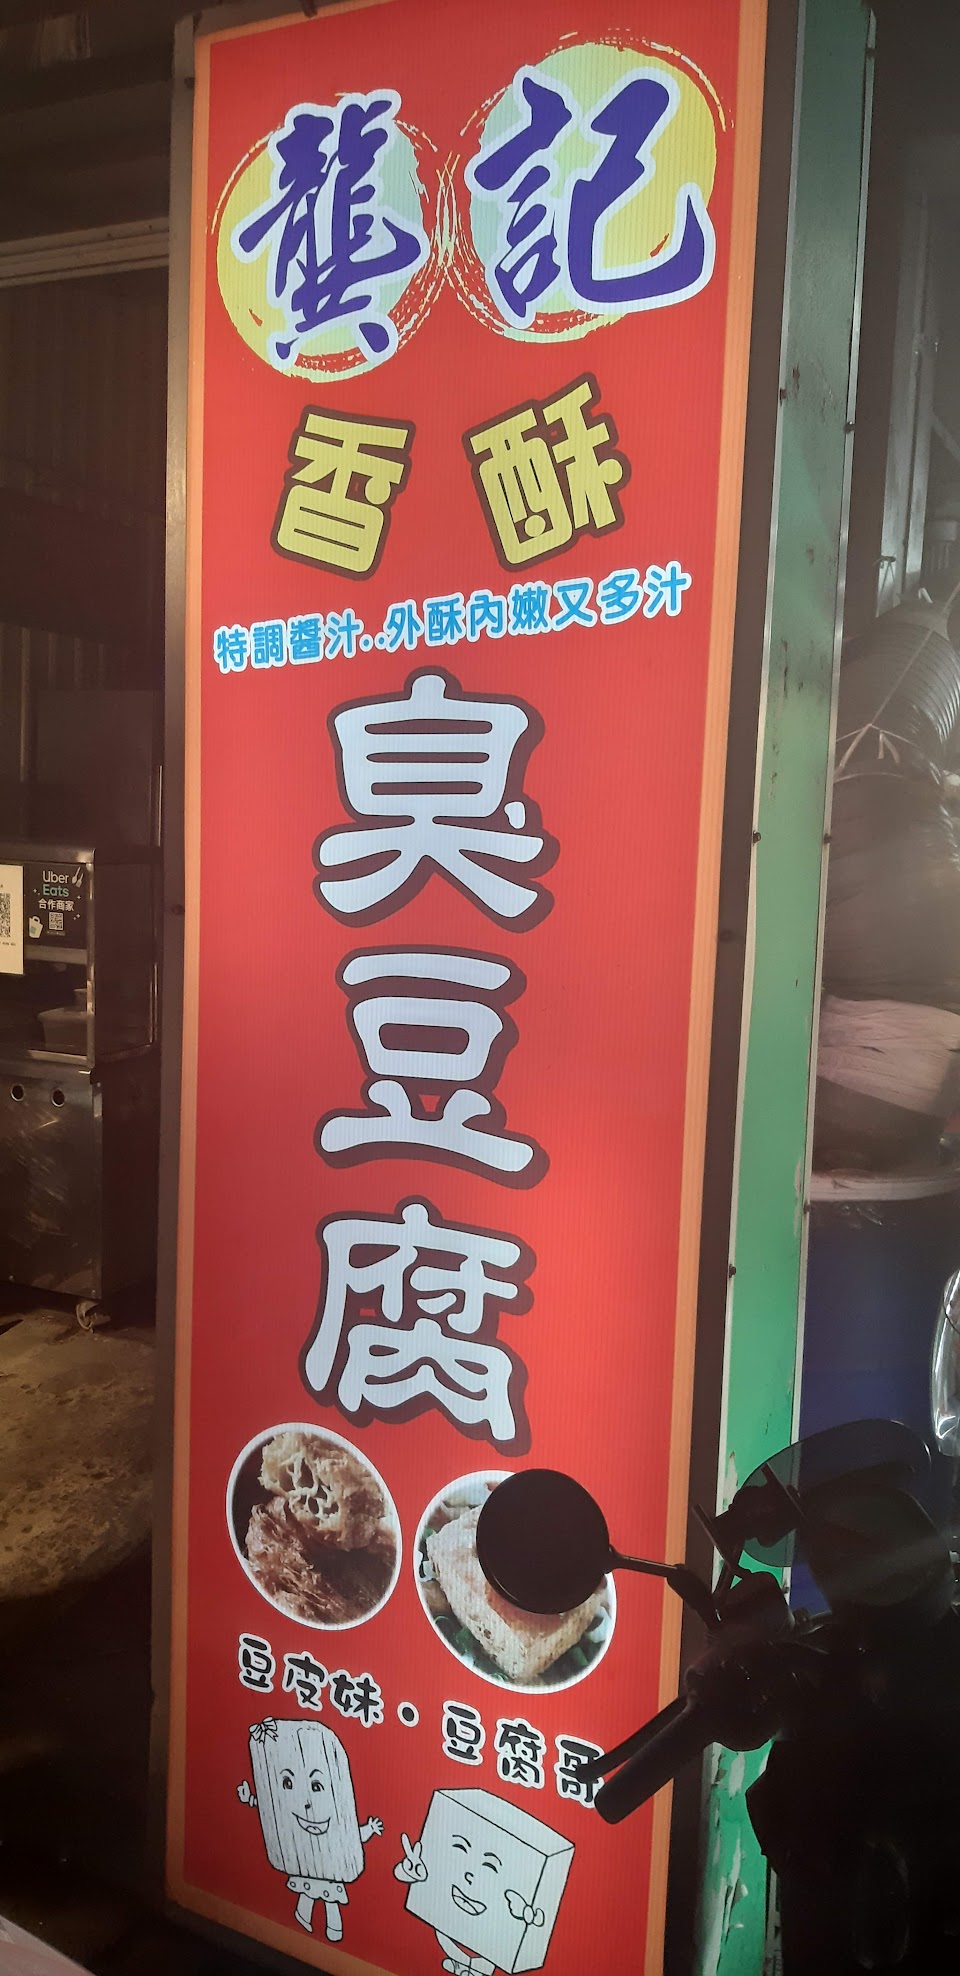 龔記
香酥
特調醬汁..外酥內嫩又多汁
臭豆腐
豆皮妹・豆腐哥
Uber
Eats
合作商家